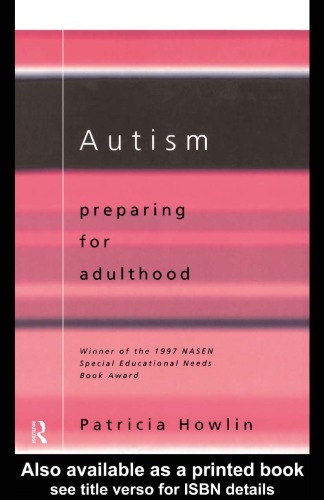 Autism
preparing
for
adulthood
Winner of the 1997 NASEN
Special Educational Needs
Book Award
Patricia Howlin
Also available as a printed book
see title verso for ISBN details